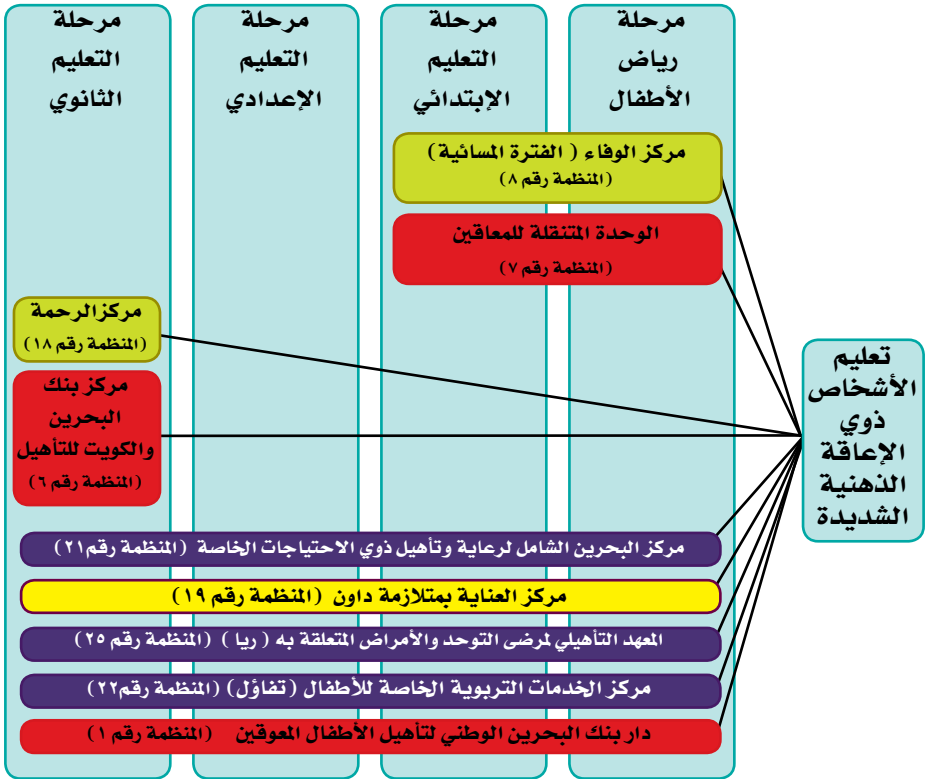 مرحلة
رياض
الأطفال
مرحلة
التعليم
الإبتدائي
مرحلة
التعليم
الإعدادي
مرحلة
التعليم
الثانوي
مركز الوفاء ( الفترة المسائية)
(المنظمة رقم ٨)
الوحدة المتنقلة للمعاقين
(المنظمة رقم ٧)
مركز الرحمة
(المنظمة رقم ١٨)
مركز بنك
البحرين
والكويت للتأهيل
(المنظمة رقم ٦)
تعليم
الأشخاص
ذوي
الإعاقة
الذهنية
الشديدة
مركز البحرين الشامل لرعاية وتأهيل ذوي الاحتياجات الخاصة (المنظمة رقم٢١)
مركز العناية بمتلازمة داون (المنظمة رقم ١٩)
المعهد التأهيلي لمرضى التوحد والأمراض المتعلقة به ( ريا ) (المنظمة رقم ٢٥)
مركز الخدمات التربوية الخاصة للأطفال (تفاؤل) (المنظمة رقم٢٢)
دار بنك البحرين الوطني لتأهيل الأطفال المعوقين (المنظمة رقم ١)